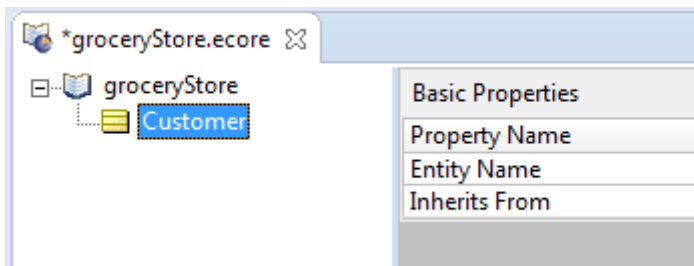 *groceryStore.ecore
groceryStore
Customer
Basic Properties
Property Name
Entity Name
Inherits From